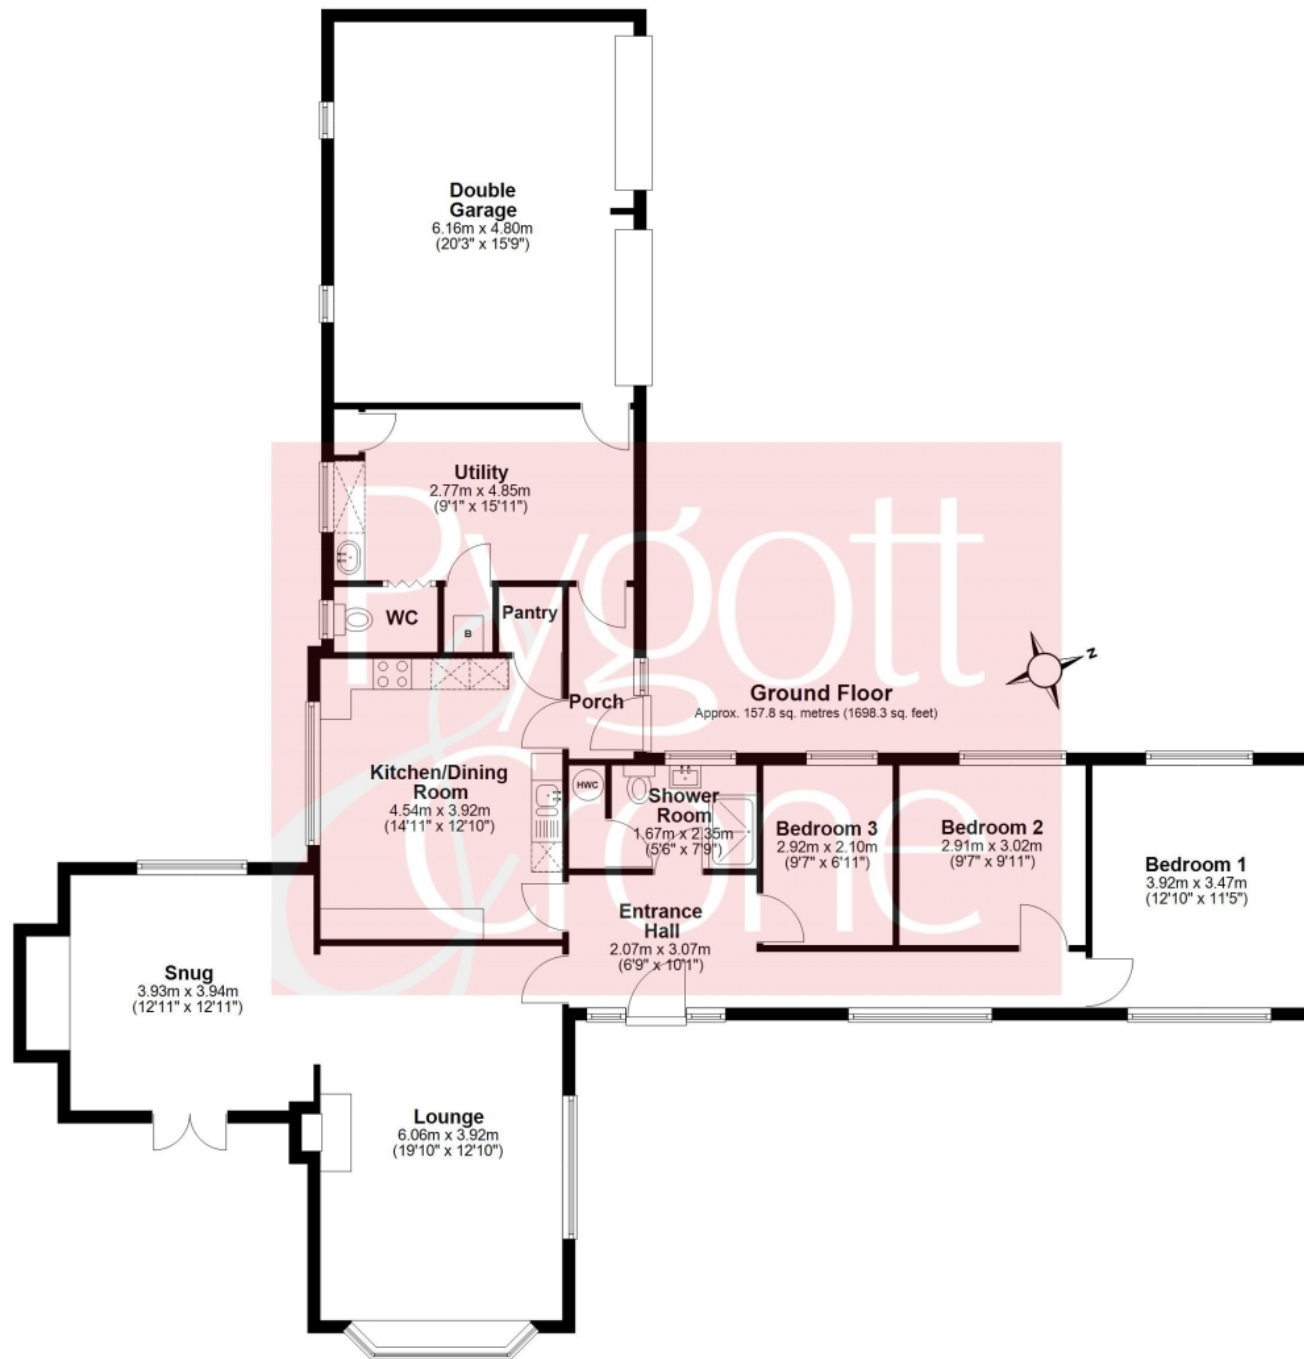 Double
Garage
6.16m x 4.80m
(20'3" x 15'9")
Utility
2.77m x 4.85m
(9'1" x 15'11")
WC
B
Pantry
Porch
Ground Floor
Approx. 157.8 sq. metres (1698.3 sq. feet)
N
Kitchen/Dining
Room
4.54m x 3.92m
(14'11" x 12'10")
HWC
Shower
Room
1.67m x 2.35m
(5'6" x 7'9")
Bedroom 3
2.92m x 2.10m
(9'7" x 6'11")
Bedroom 2
2.91m x 3.02m
(9'7" x 9'11")
Bedroom 1
3.92m x 3.47m
(12'10" x 11'5")
Entrance
Hall
2.07m x 3.07m
(6'9" x 10'1")
Snug
3.93m x 3.94m
(12'11" x 12'11")
Lounge
6.06m x 3.92m
(19'10" x 12'10")
Pygott
& Crone